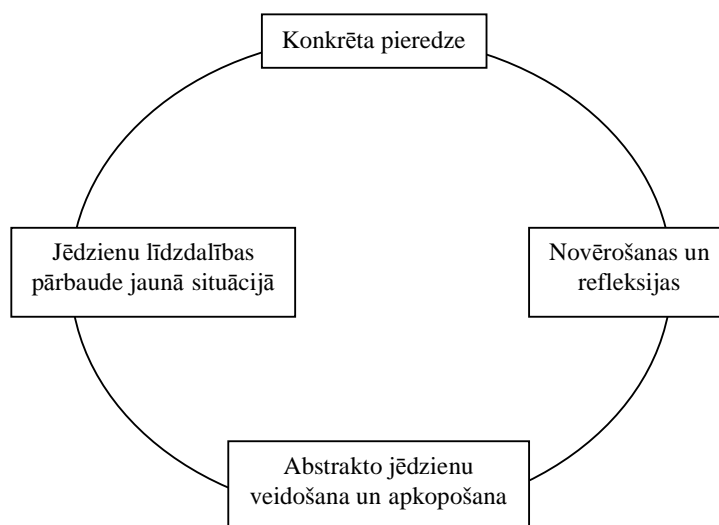 Konkrēta pieredze
Jēdzienu līdzdalības
pārbaude jaunā situācijā
Novērošanas un
refleksijas
Abstrakto jēdzienu
veidošana un apkopošana